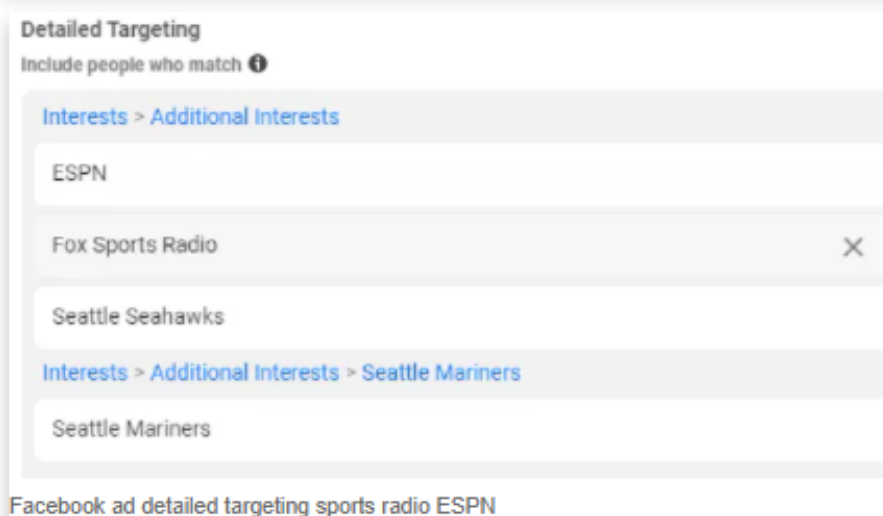 Detailed Targeting
Include people who match
Interests > Additional Interests
ESPN
Fox Sports Radio
Seattle Seahawks
Interests > Additional Interests > Seattle Mariners
Seattle Mariners
Facebook ad detailed targeting sports radio ESPN